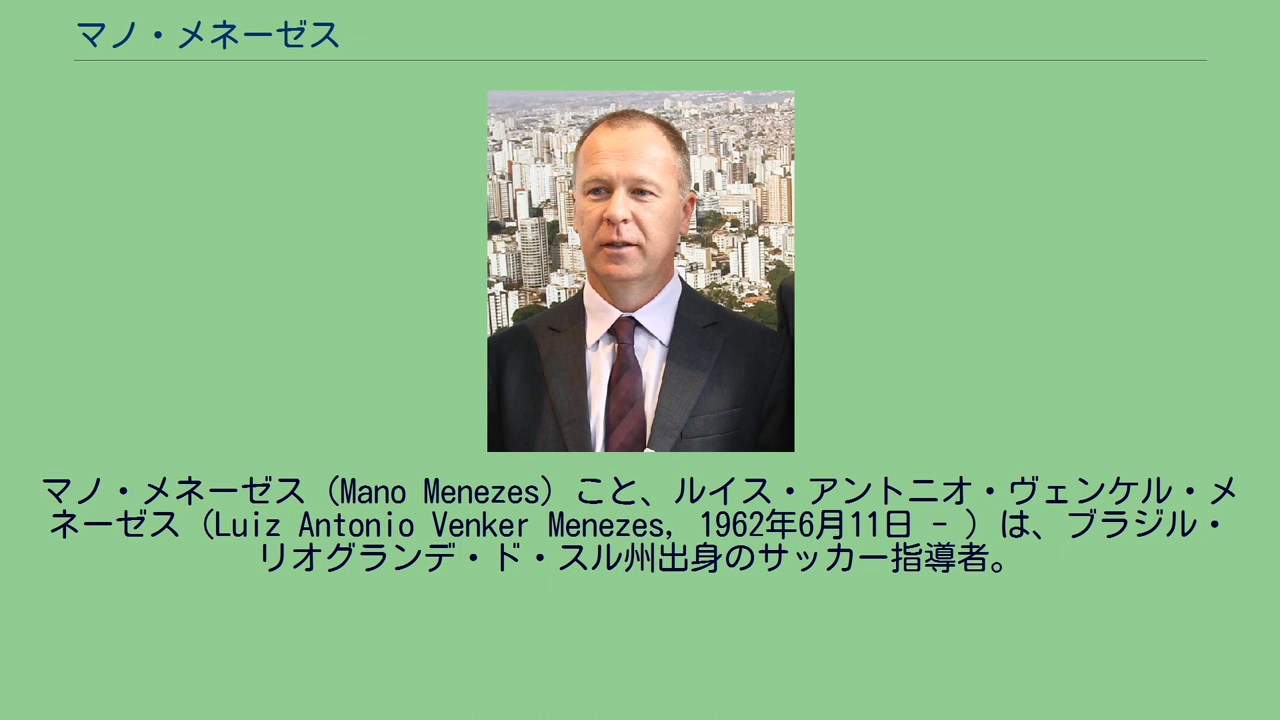 マノ・メネーゼス
マノ・メネーゼス（Mano Menezes）こと、ルイス・アントニオ・ヴェンケル・メ
ネーゼス（Luiz Antonio Venker Menezes, 1962年6月11日 - ）は、ブラジル・
リオグランデ・ド・スル州出身のサッカー指導者。